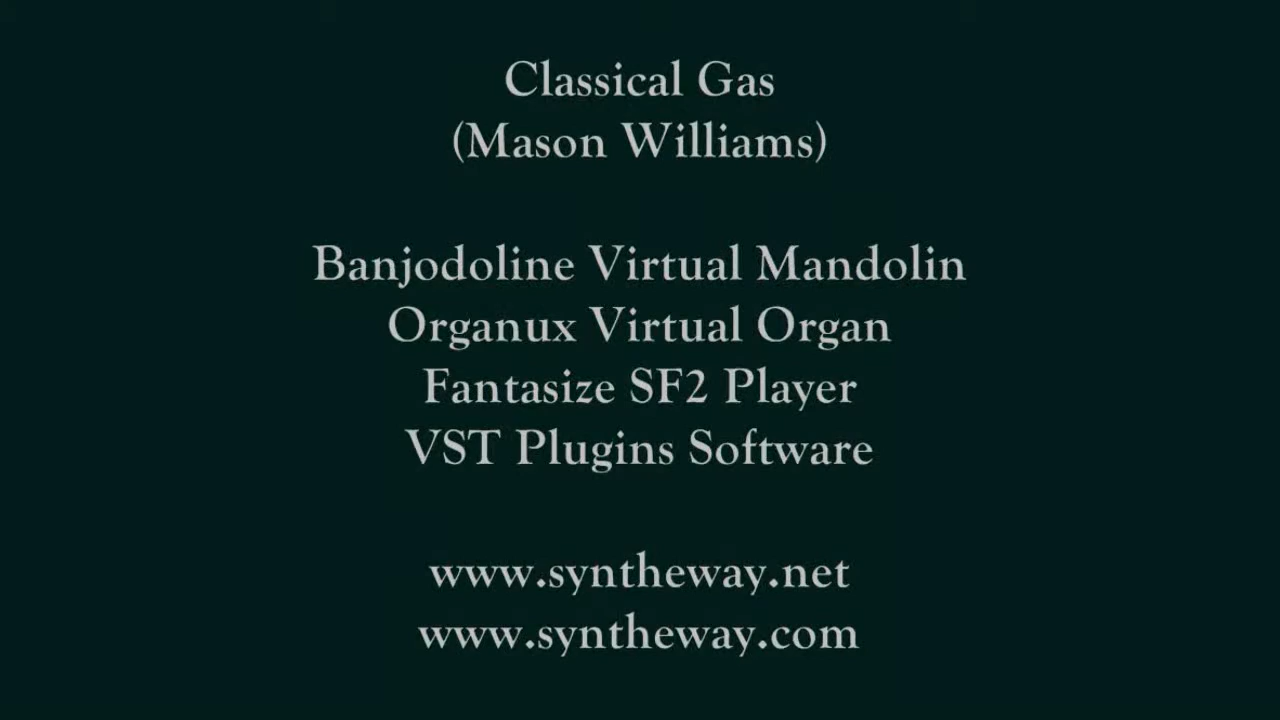 Classical Gas
(Mason Williams)
Banjodoline Virtual Mandolin
Organux Virtual Organ
Fantasize SF2 Player
VST Plugins Software
www.syntheway.net
www.syntheway.com